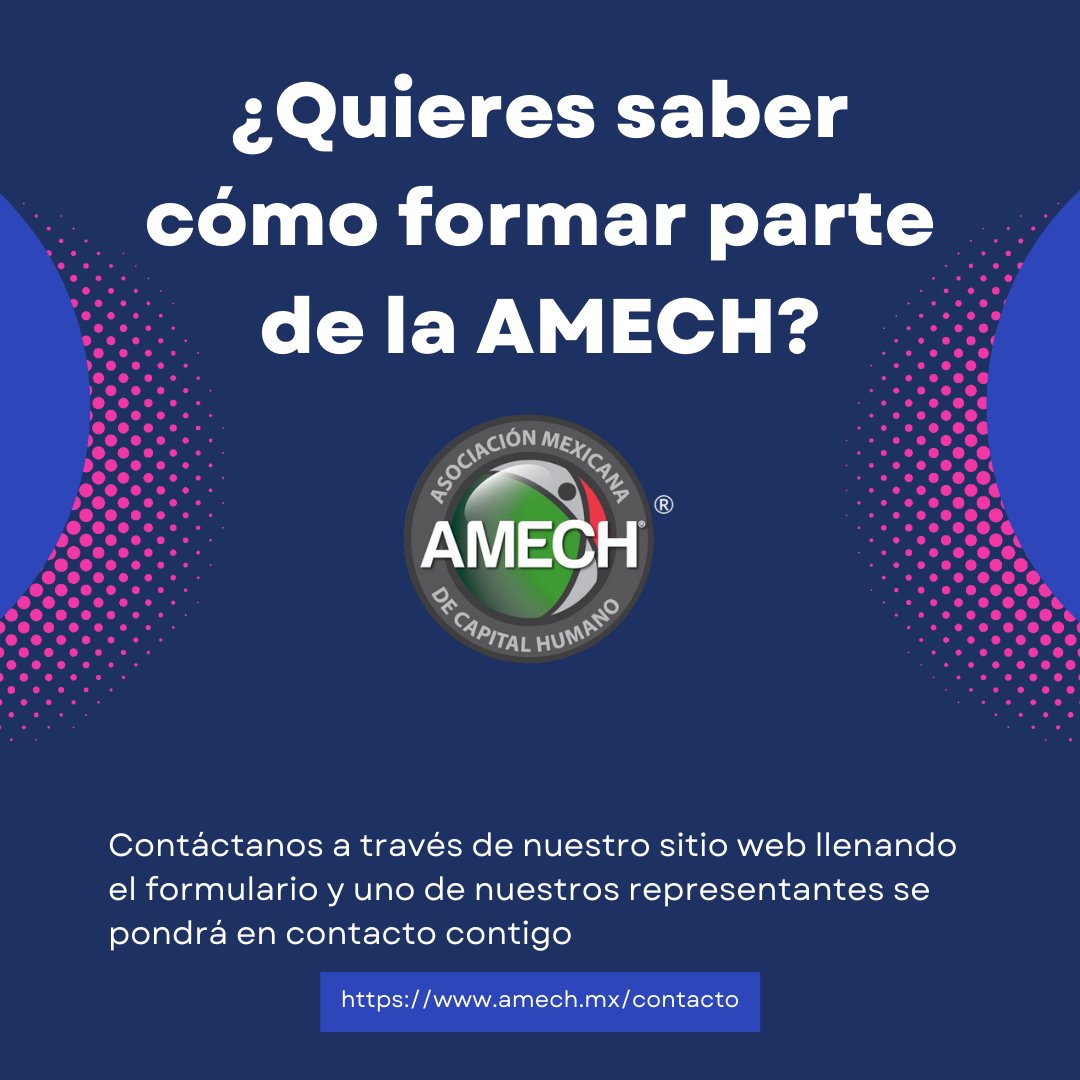 ¿Quieres saber
cómo formar parte
de la AMECH?
ASOCIACIÓN MEXICANA
AMECH®
®
DE CAPITAL HUMANO
Contáctanos a través de nuestro sitio web llenando
el formulario y uno de nuestros representantes se
pondrá en contacto contigo
https://www.amech.mx/contacto